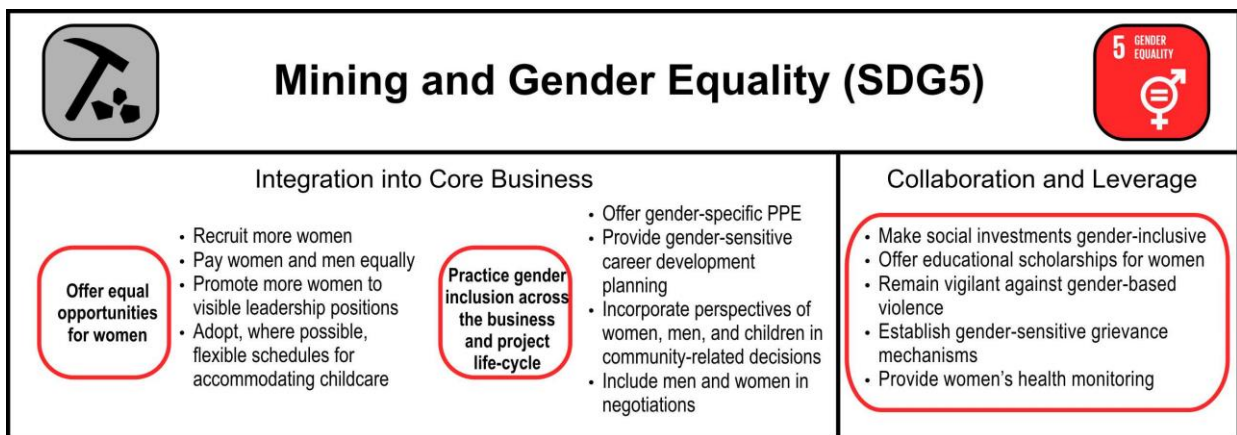 Mining and Gender Equality (SDG5)
5 GENDER
EQUALITY
Integration into Core Business
Offer equal
opportunities
for women
• Recruit more women
• Pay women and men equally
• Promote more women to
visible leadership positions
• Adopt, where possible,
flexible schedules for
accommodating childcare
Practice gender
inclusion across
the business
and project
life-cycle
• Offer gender-specific PPE
• Provide gender-sensitive
career development
planning
• Incorporate perspectives of
women, men, and children in
community-related decisions
• Include men and women in
negotiations
Collaboration and Leverage
• Make social investments gender-inclusive
• Offer educational scholarships for women
• Remain vigilant against gender-based
violence
• Establish gender-sensitive grievance
mechanisms
• Provide women's health monitoring